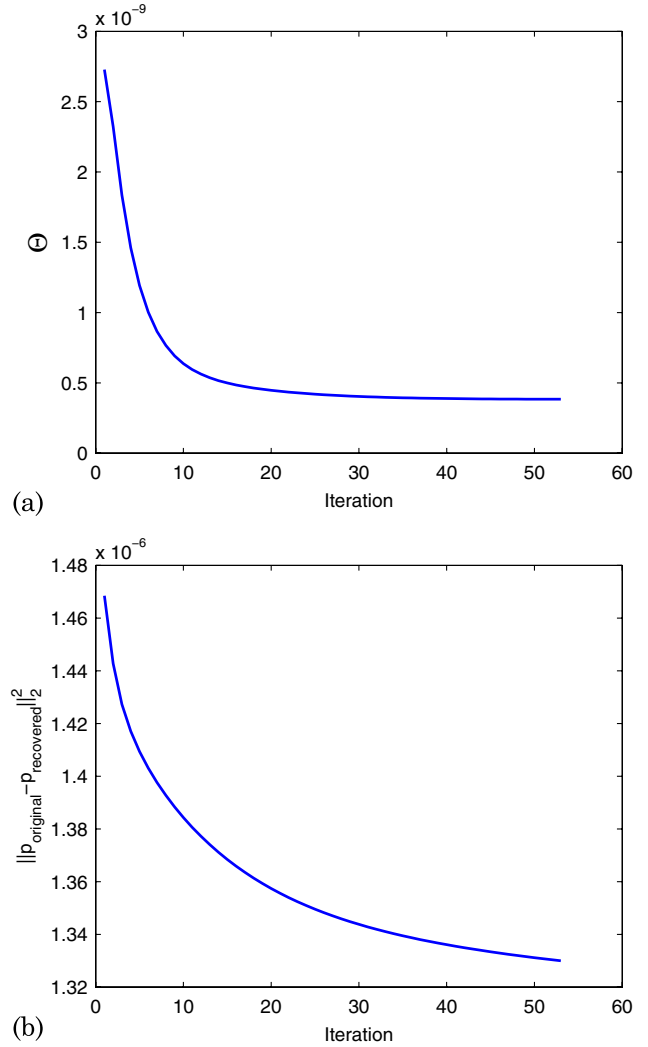 x 10⁻⁹
3
2.5
2
1.5
1
0.5
0
Θ
0 10 20 30 40 50 60
Iteration
(a)
x 10⁻⁶
1.48
1.46
1.44
1.42
1.4
1.38
1.36
1.34
1.32
||p_original−p_recovered||₂²
0 10 20 30 40 50 60
Iteration
(b)